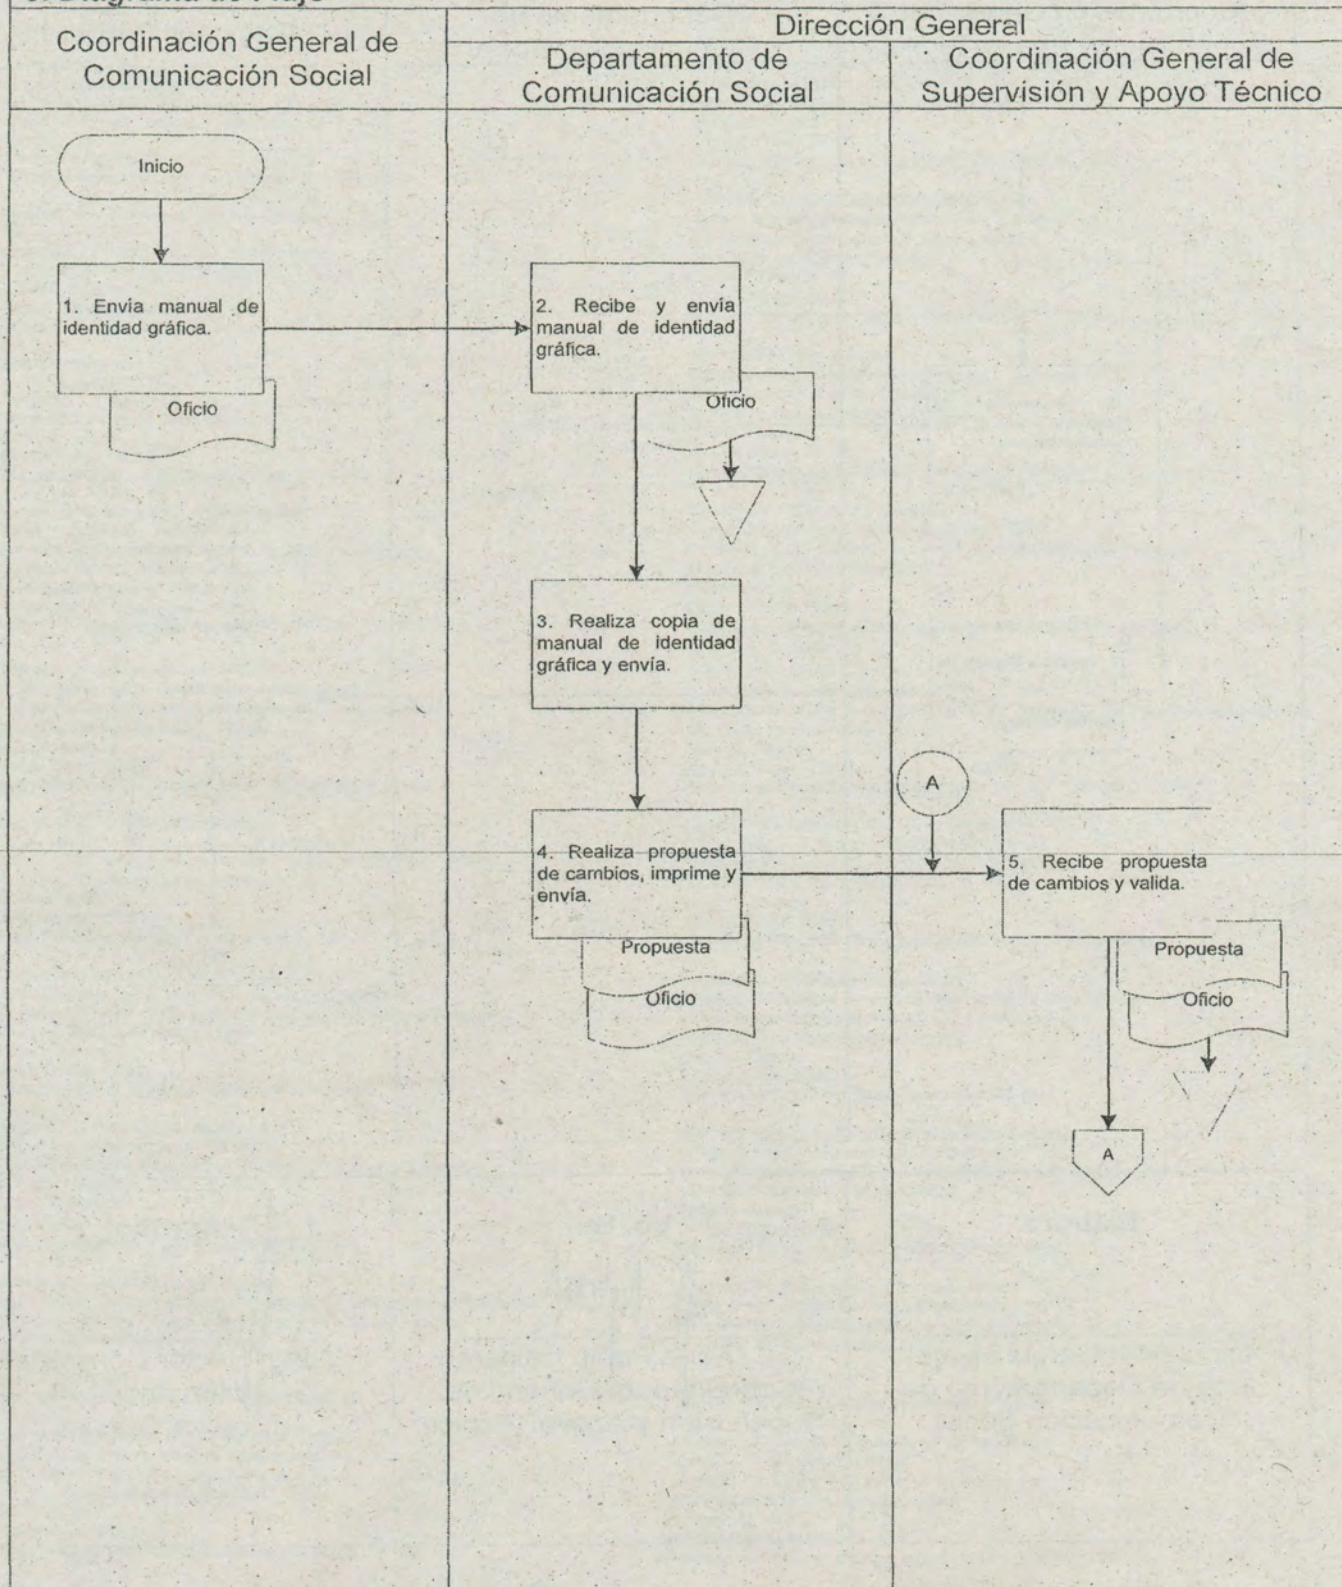 Coordinación General de
Comunicación Social
Dirección General
Departamento de
Comunicación Social
Coordinación General de
Supervisión y Apoyo Técnico
Inicio
1. Envía manual de
identidad gráfica.
Oficio
2. Recibe y envía
manual de identidad
gráfica.
Oficio
3. Realiza copia de
manual de identidad
gráfica y envía.
4. Realiza propuesta
de cambios, imprime y
envía.
Propuesta
Oficio
A
5. Recibe propuesta
de cambios y valida.
Propuesta
Oficio
A